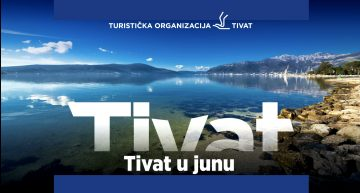 TURISTIČKA ORGANIZACIJA TIVAT
Tivat
Tivat u junu